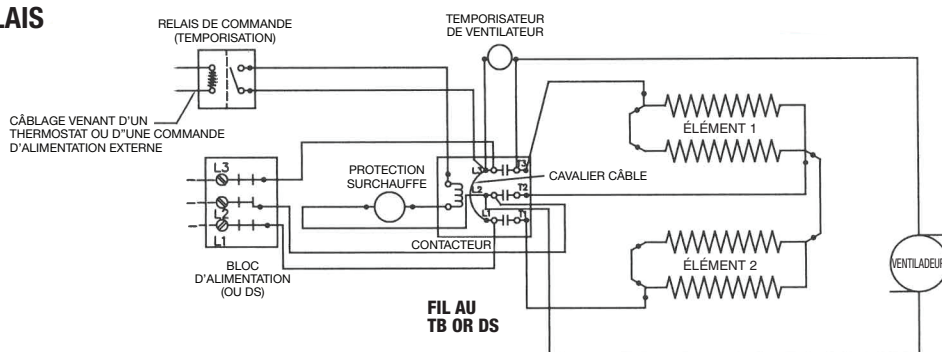 LAIS
RELAIS DE COMMANDE
(TEMPORISATION)
TEMPORISATEUR
DE VENTILATEUR
CÂBLAGE VENANT D'UN
THERMOSTAT OU D"UNE COMMANDE
D'ALIMENTATION EXTERNE
ÉLÉMENT 1
PROTECTION
SURCHAUFFE
L3
T3
CAVALIER CÂBLE
L3
L2
T2
L2
L1
T1
L1
CONTACTEUR
BLOC
D'ALIMENTATION
(OU DS)
ÉLÉMENT 2
VENTILADEUR
FIL AU
TB OR DS